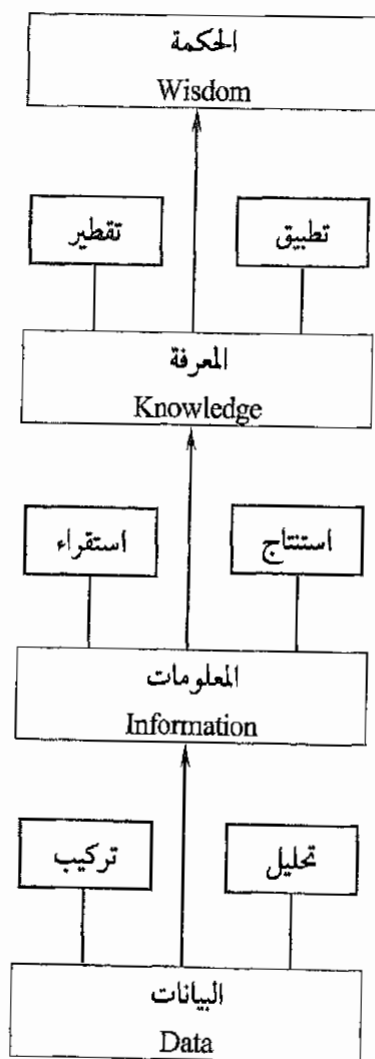 الحكمة
Wisdom
تطبيق
تقطير
المعرفة
Knowledge
استنتاج
استقراء
المعلومات
Information
تحليل
تركيب
البيانات
Data